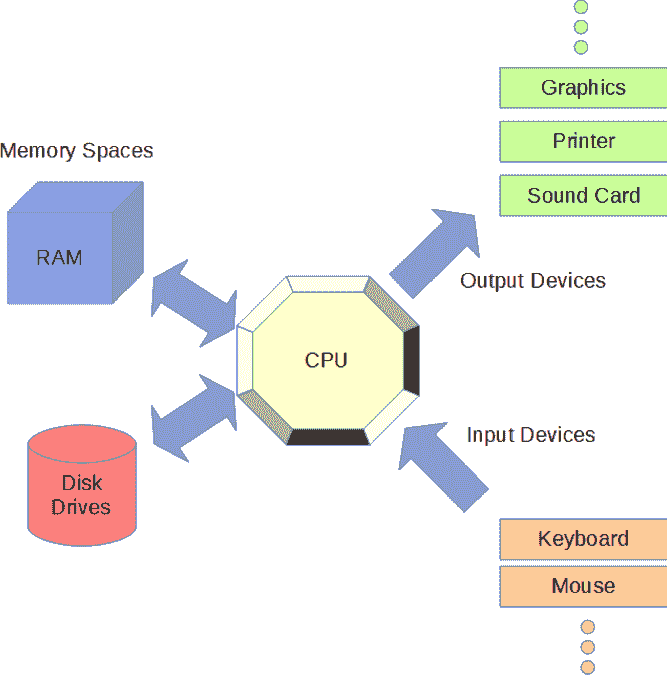 Graphics
Printer
Sound Card
Memory Spaces
RAM
Output Devices
CPU
Input Devices
Disk
Drives
Keyboard
Mouse